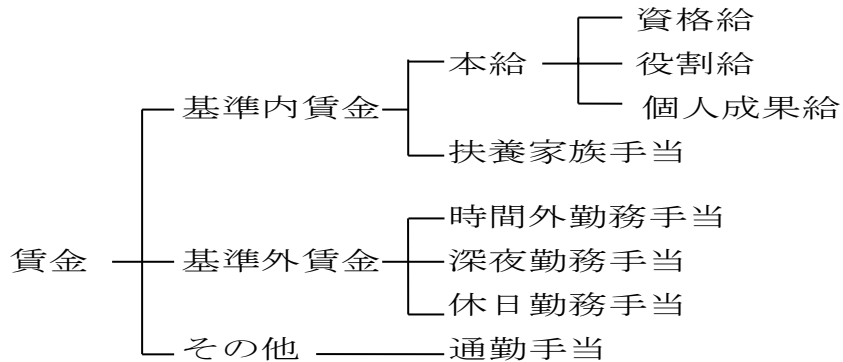 資格給
本給
役割給
基準内賃金
個人成果給
扶養家族手当
時間外勤務手当
賃金
基準外賃金
深夜勤務手当
休日勤務手当
その他
通勤手当